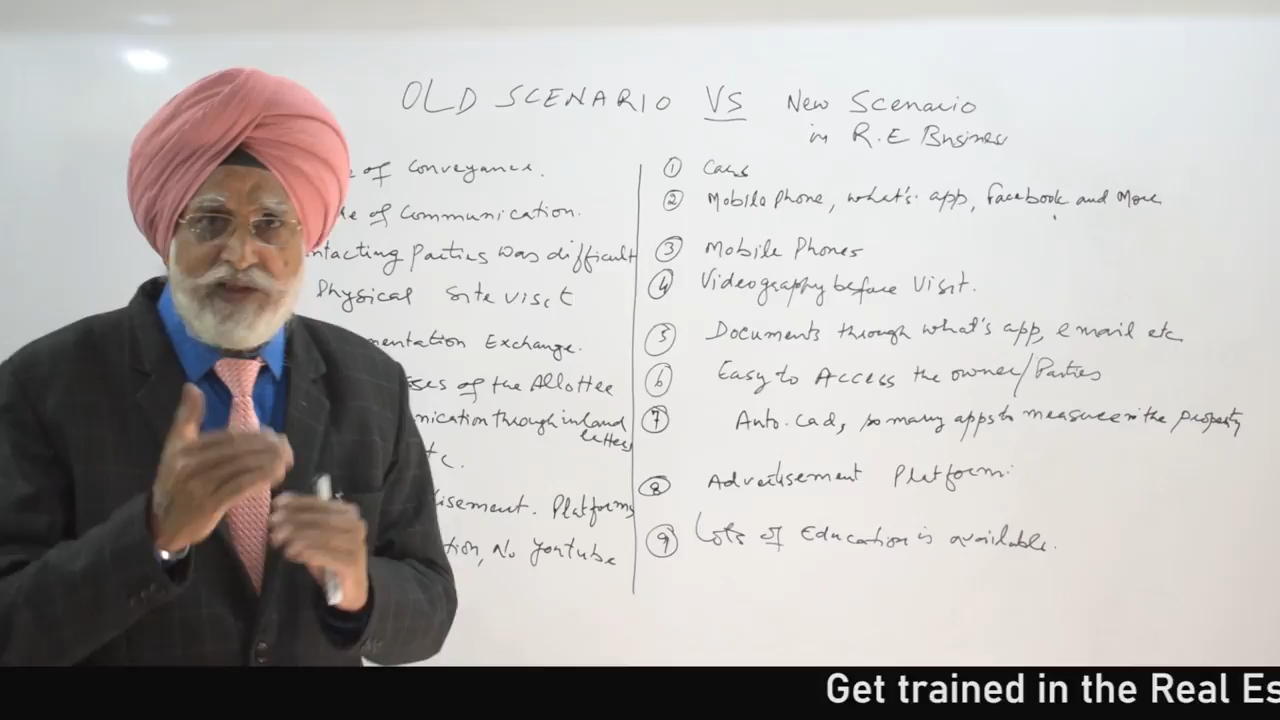 OLD SCENARIO VS New Scenario
in R.E Business
of Conveyance.
of Communication.
ntacting Parties was difficult
Physical Site visit
mentation Exchange.
ses of the Allottee
nication through inland
letters
tc.
isement. Platforms
tion, No Youtube
① Cars
② Mobile Phone, what's app, facebook and More
③ Mobile Phones
④ Videography before Visit.
⑤ Documents through what's app, email etc
⑥ Easy to Access the owner/Parties
⑦ Auto. Cad, so many apps to measure the property
⑧ Advertisement Platform
⑨ Lots of Education is available.
Get trained in the Real Es